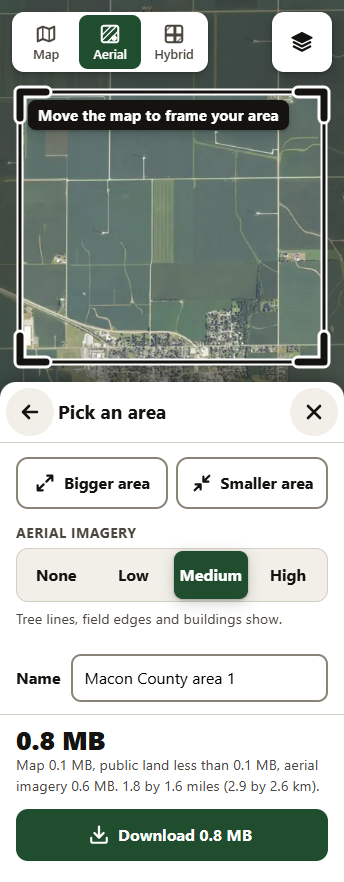 Map
Aerial
Hybrid
Move the map to frame your area
Pick an area
Bigger area
Smaller area
AERIAL IMAGERY
None
Low
Medium
High
Tree lines, field edges and buildings show.
Name
Macon County area 1
0.8 MB
Map 0.1 MB, public land less than 0.1 MB, aerial
imagery 0.6 MB. 1.8 by 1.6 miles (2.9 by 2.6 km).
Download 0.8 MB